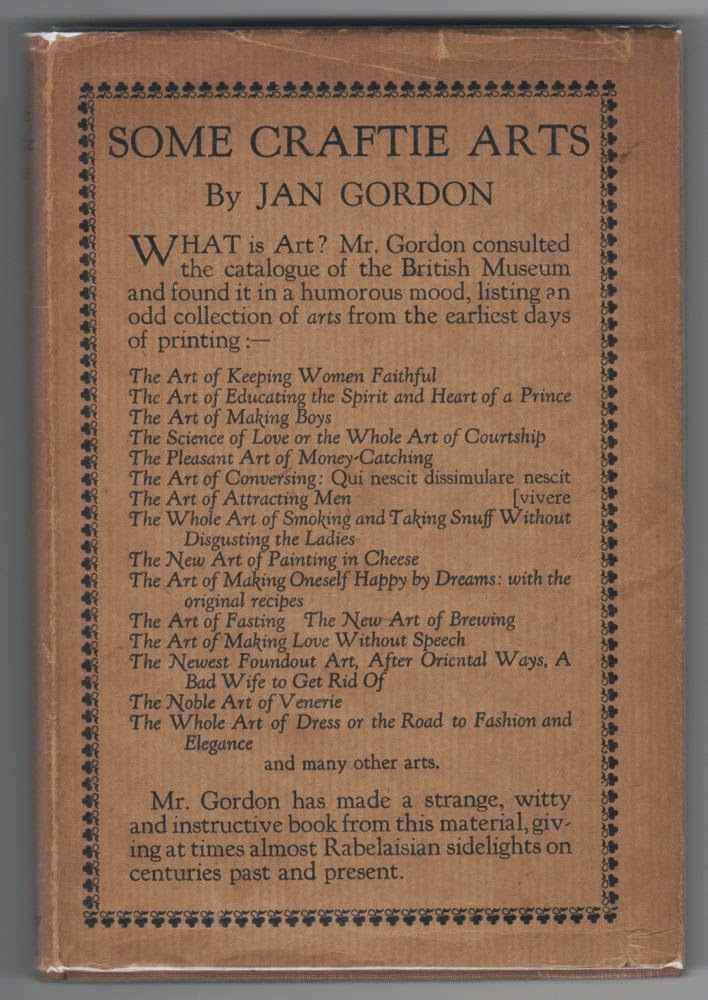 SOME CRAFTIE ARTS
By JAN GORDON
WHAT is Art? Mr. Gordon consulted
the catalogue of the British Museum
and found it in a humorous mood, listing an
odd collection of arts from the earliest days
of printing:—
The Art of Keeping Women Faithful
The Art of Educating the Spirit and Heart of a Prince
The Art of Making Boys
The Science of Love or the Whole Art of Courtship
The Pleasant Art of Money-Catching
The Art of Conversing: Qui nescit dissimulare nescit
The Art of Attracting Men [vivere
The Whole Art of Smoking and Taking Snuff Without
Disgusting the Ladies
The New Art of Painting in Cheese
The Art of Making Oneself Happy by Dreams: with the
original recipes
The Art of Fasting The New Art of Brewing
The Art of Making Love Without Speech
The Newest Foundout Art, After Oriental Ways, A
Bad Wife to Get Rid Of
The Noble Art of Venerie
The Whole Art of Dress or the Road to Fashion and
Elegance
and many other arts.
Mr. Gordon has made a strange, witty
and instructive book from this material, giv-
ing at times almost Rabelaisian sidelights on
centuries past and present.